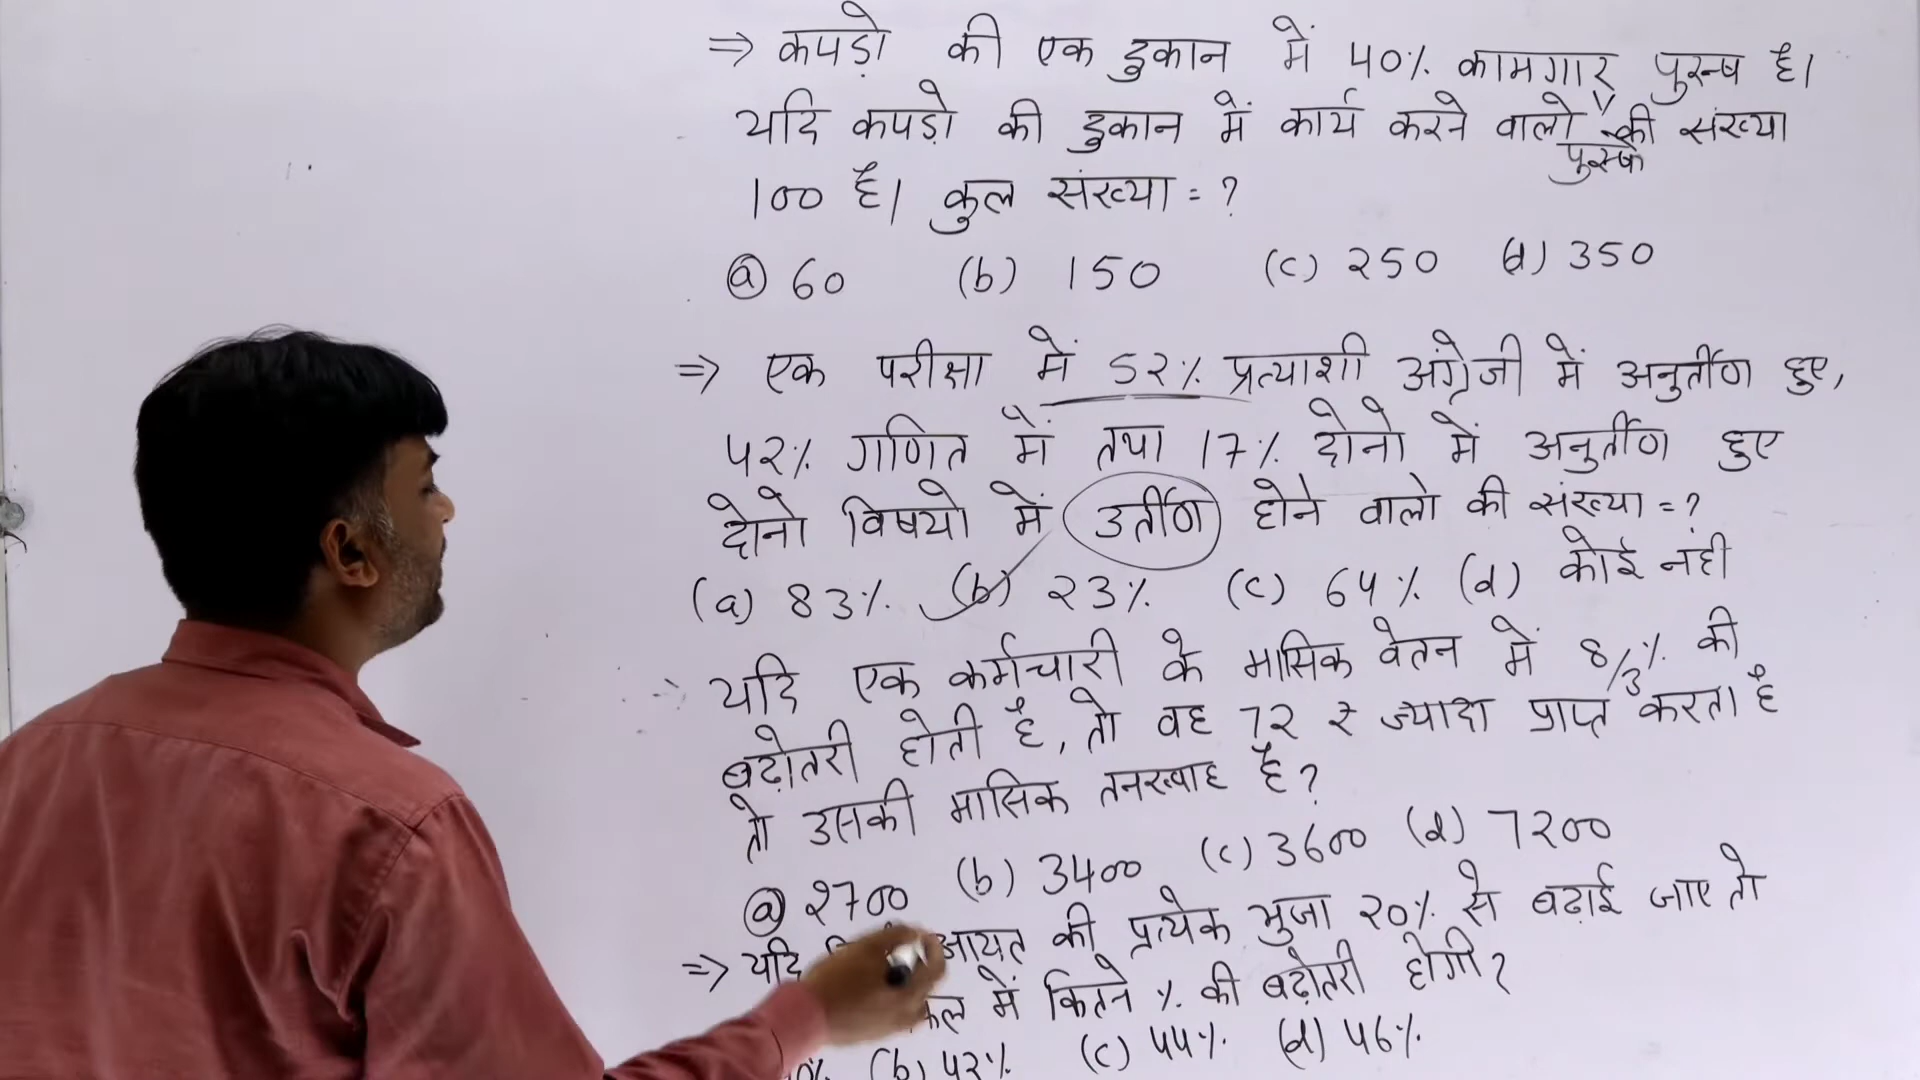 ⇒ कपड़ो की एक दुकान में 40% कामगार पुरुष है।
यदि कपड़ो की दुकान में कार्य करने वालो पुरुष की संख्या
100 है। कुल संख्या = ?
(a) 60 (b) 150 (c) 250 (d) 350
⇒ एक परीक्षा में 52% प्रत्याशी अंग्रेजी में अनुर्तीण हुए,
42% गणित में तथा 17% दोनो में अनुर्तीण हुए
दोनो विषयो में उर्तीण होने वालो की संख्या = ?
(a) 83% (b) 23% (c) 64% (d) कोई नही
यदि एक कर्मचारी के मासिक वेतन में 8/3% की
बढ़ोतरी होती है, तो वह 72 ₹ ज्यादा प्राप्त करता है
तो उसकी मासिक तनख्वाह है?
(a) 2700 (b) 3400 (c) 3600 (d) 7200
⇒ यदि आयत की प्रत्येक भुजा 20% से बढ़ाई जाए तो
में कितने % की बढ़ोतरी होगी?
(b) 42% (c) 44% (d) 46%